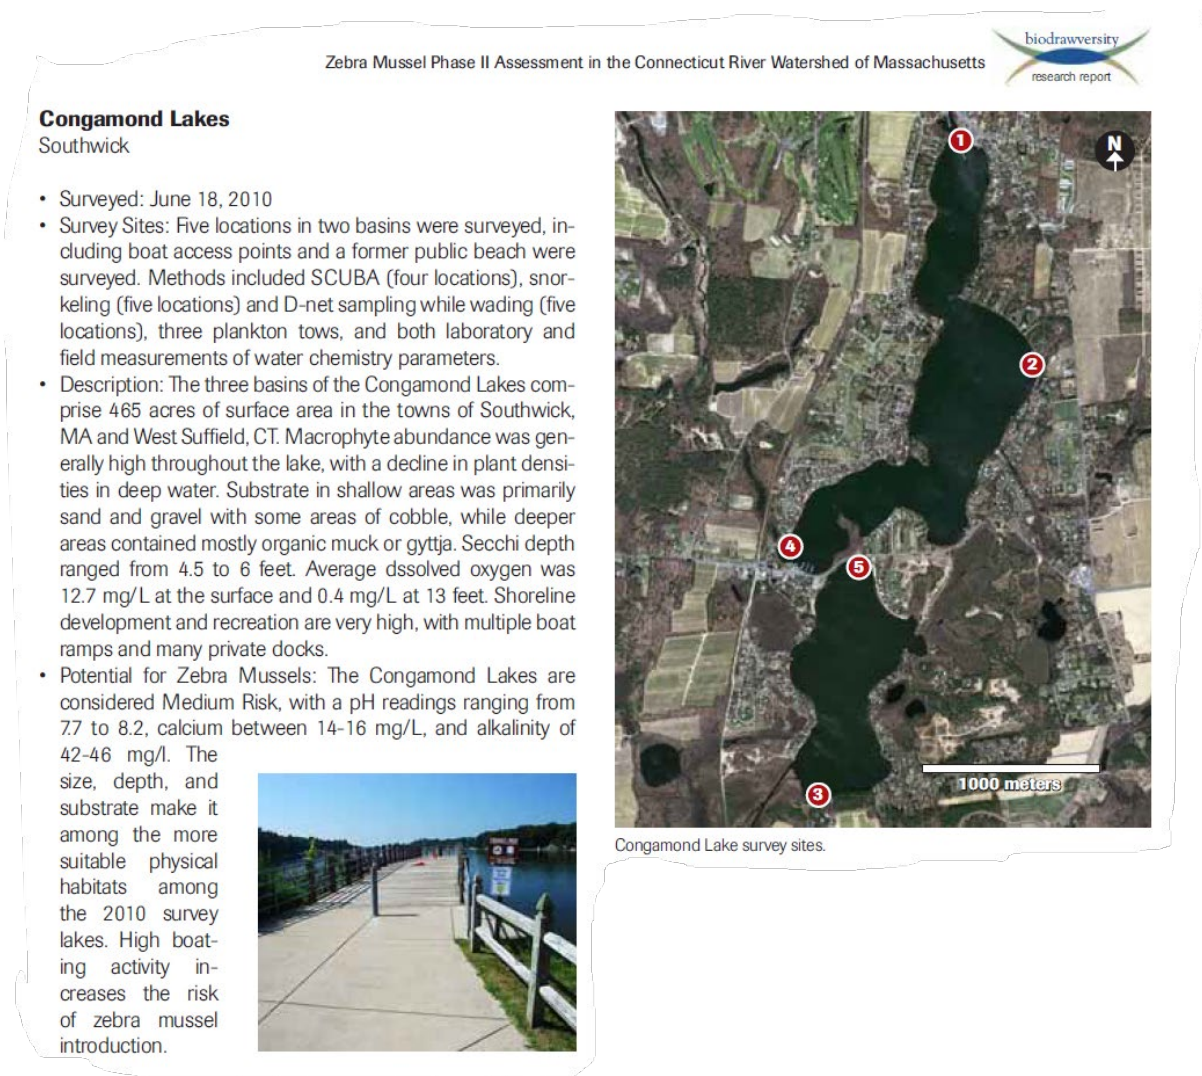 Zebra Mussel Phase II Assessment in the Connecticut River Watershed of Massachusetts
biodrawversity
research report
Congamond Lakes
Southwick
• Surveyed: June 18, 2010
• Survey Sites: Five locations in two basins were surveyed, in-
cluding boat access points and a former public beach were
surveyed. Methods included SCUBA (four locations), snor-
keling (five locations) and D-net sampling while wading (five
locations), three plankton tows, and both laboratory and
field measurements of water chemistry parameters.
• Description: The three basins of the Congamond Lakes com-
prise 465 acres of surface area in the towns of Southwick,
MA and West Suffield, CT. Macrophyte abundance was gen-
erally high throughout the lake, with a decline in plant densi-
ties in deep water. Substrate in shallow areas was primarily
sand and gravel with some areas of cobble, while deeper
areas contained mostly organic muck or gyttja. Secchi depth
ranged from 4.5 to 6 feet. Average dssolved oxygen was
12.7 mg/L at the surface and 0.4 mg/L at 13 feet. Shoreline
development and recreation are very high, with multiple boat
ramps and many private docks.
• Potential for Zebra Mussels: The Congamond Lakes are
considered Medium Risk, with a pH readings ranging from
7.7 to 8.2, calcium between 14-16 mg/L, and alkalinity of
42-46 mg/l. The
size, depth, and
substrate make it
among the more
suitable physical
habitats among
the 2010 survey
lakes. High boat-
ing activity in-
creases the risk
of zebra mussel
introduction.
1
N
2
4
5
3
1000 meters
Congamond Lake survey sites.